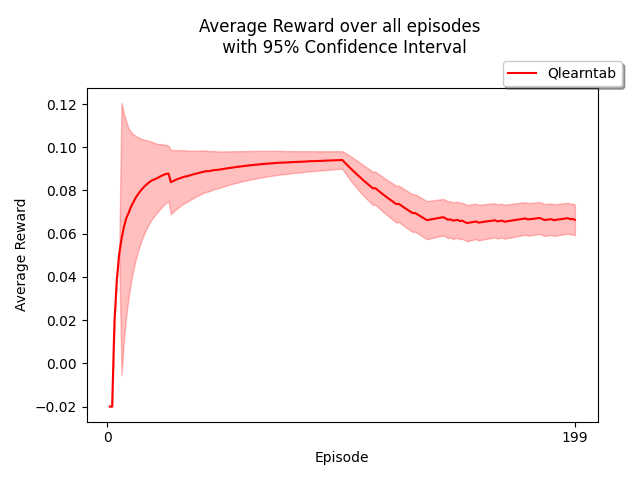 Average Reward over all episodes
with 95% Confidence Interval
Qlearntab
0.12
0.10
0.08
0.06
0.04
0.02
0.00
−0.02
Average Reward
0
199
Episode